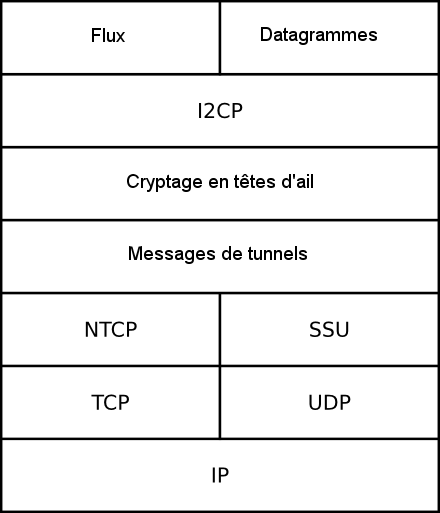 Flux
Datagrammes
I2CP
Cryptage en têtes d'ail
Messages de tunnels
NTCP
SSU
TCP
UDP
IP